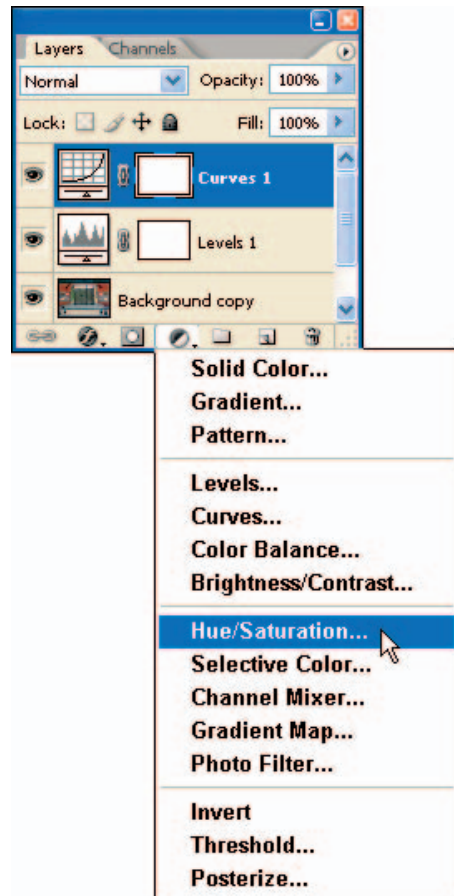 Layers Channels
Normal Opacity: 100%
Lock: Fill: 100%
Curves 1
Levels 1
Background copy
Solid Color...
Gradient...
Pattern...
Levels...
Curves...
Color Balance...
Brightness/Contrast...
Hue/Saturation...
Selective Color...
Channel Mixer...
Gradient Map...
Photo Filter...
Invert
Threshold...
Posterize...